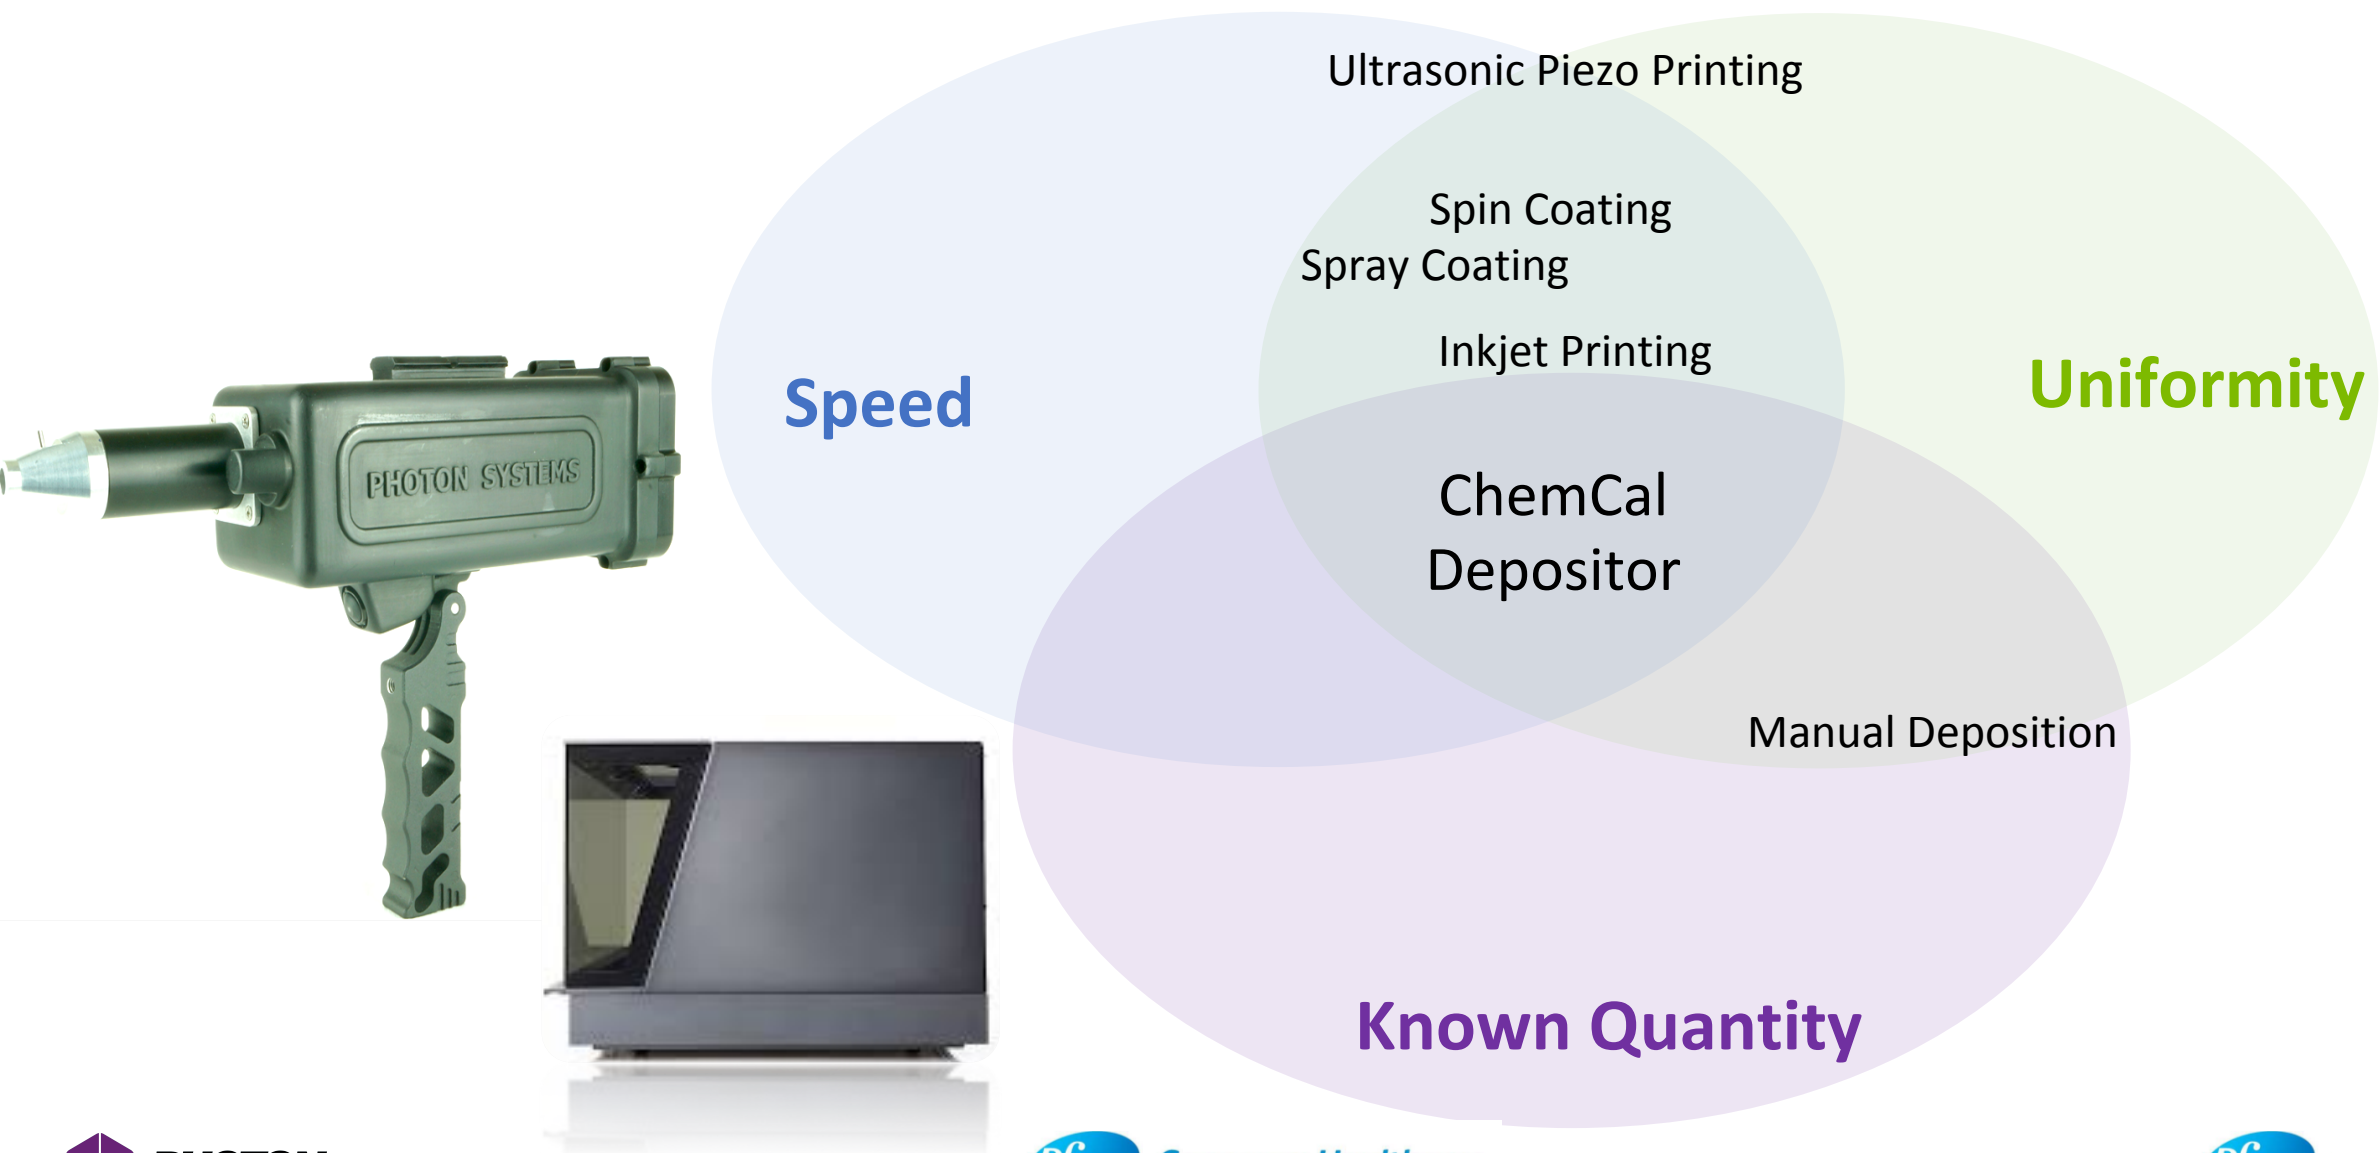 Ultrasonic Piezo Printing
Spin Coating
Spray Coating
Inkjet Printing
Speed
Uniformity
PHOTON SYSTEMS
ChemCal
Depositor
Manual Deposition
Known Quantity